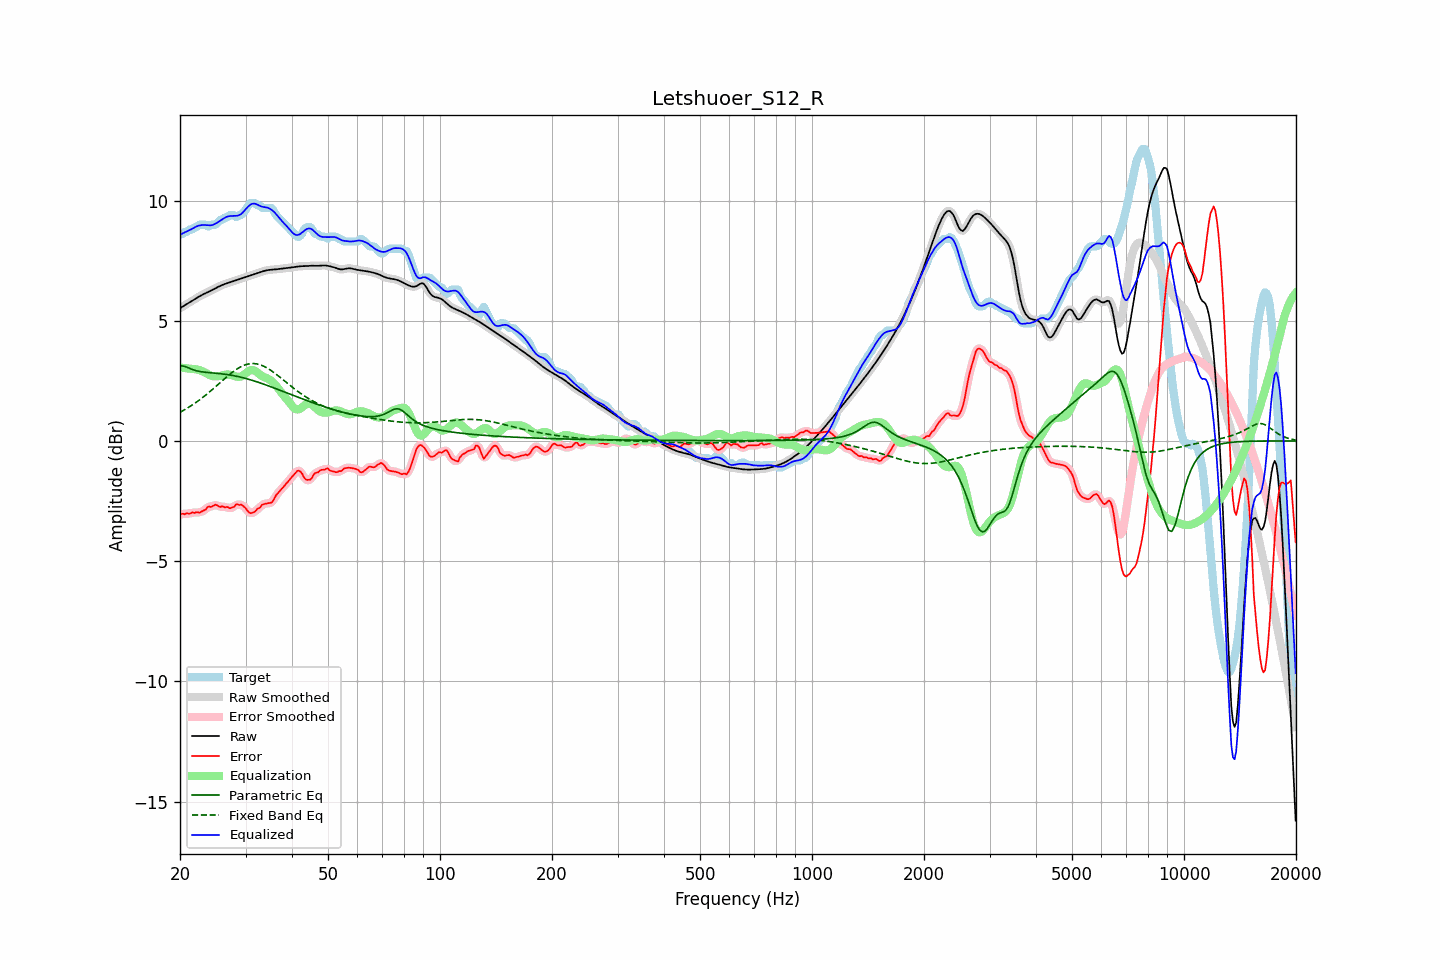 Letshuoer_S12_R
Amplitude (dBr)
10
5
0
−5
−10
−15
Target
Raw Smoothed
Error Smoothed
Raw
Error
Equalization
Parametric Eq
Fixed Band Eq
Equalized
20 50 100 200 500 1000 2000 5000 10000 20000
Frequency (Hz)